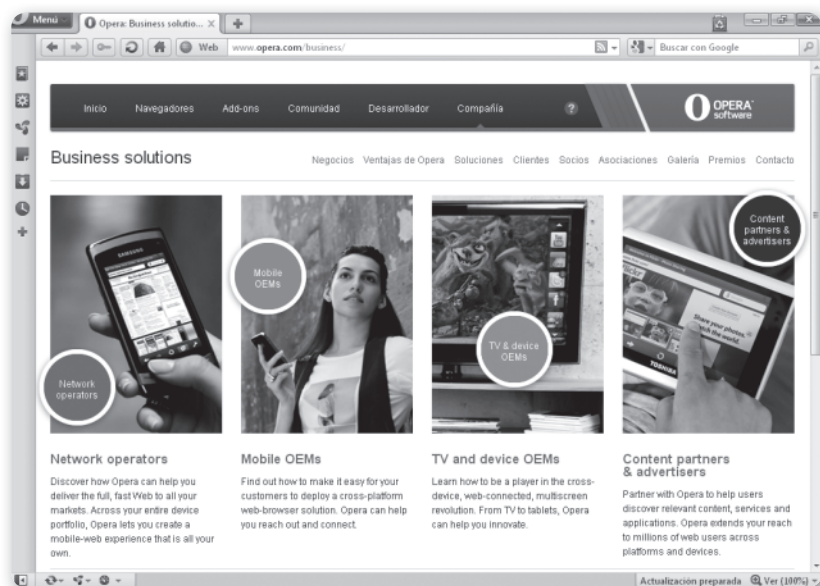 Menú
Opera: Business solutio...
Web
www.opera.com/business/
Buscar con Google
Inicio Navegadores Add-ons Comunidad Desarrollador Compañía ?
OPERA software
Business solutions
Negocios Ventajas de Opera Soluciones Clientes Socios Asociaciones Galería Premios Contacto
SAMSUNG
Network operators
Mobile OEMs
TV & device OEMs
Content partners & advertisers
flickr
Share your photos.
Watch the world.
TOSHIBA
Network operators
Discover how Opera can help you
deliver the full, fast Web to all your
markets. Across your entire device
portfolio, Opera lets you create a
mobile-web experience that is all your
own.
Mobile OEMs
Find out how to make it easy for your
customers to deploy a cross-platform
web-browser solution. Opera can help
you reach out and connect.
TV and device OEMs
Learn how to be a player in the cross-
device, web-connected, multiscreen
revolution. From TV to tablets, Opera
can help you innovate.
Content partners
& advertisers
Partner with Opera to help users
discover relevant content, services and
applications. Opera extends your reach
to millions of web users across
platforms and devices.
Actualización preparada Ver (100%)